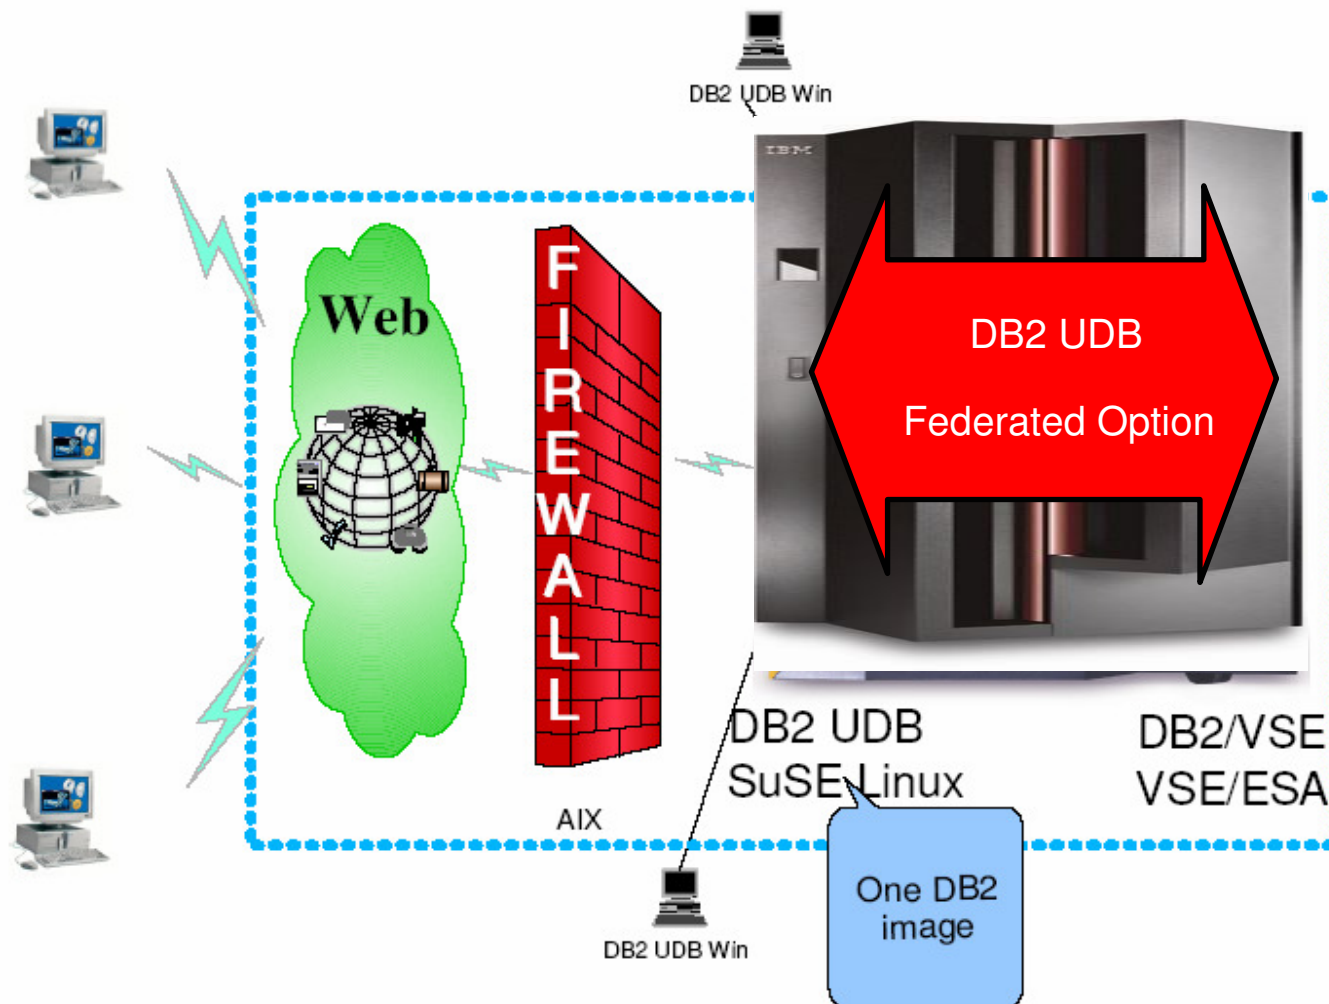 DB2 UDB Win
IBM
Web
FIREWALL
DB2 UDB
Federated Option
DB2 UDB
SuSE Linux
DB2/VSE
VSE/ESA
AIX
One DB2
image
DB2 UDB Win